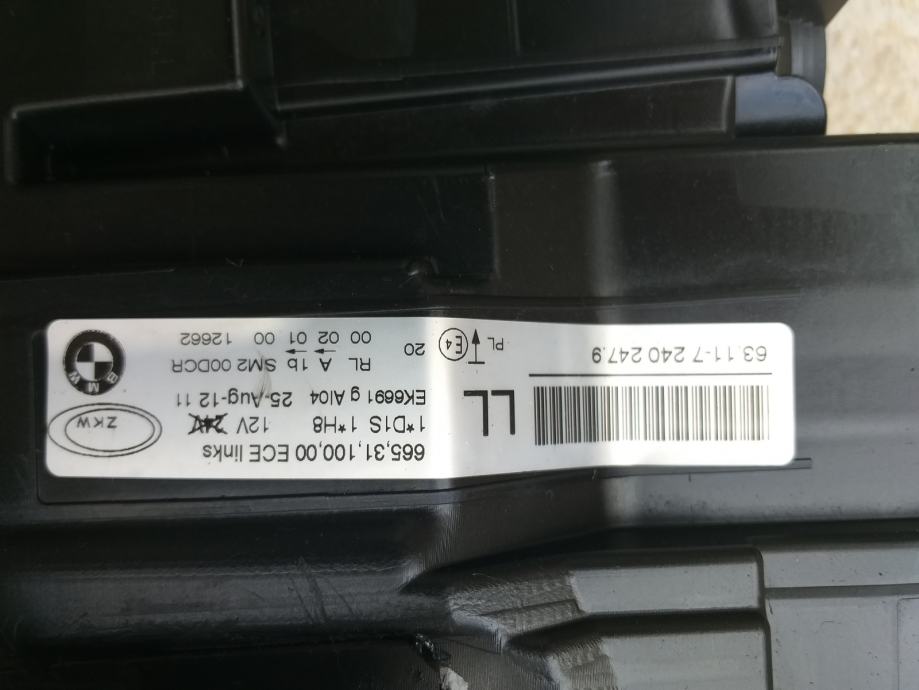 63.11-7 240 247.9
LL
PL
E4
20
665,31,100,00 ECE links
1*D1S 1*H8 12V 24V
EK6691 g AI04 25-Aug-12 11
RL A 1b SM2 00DCR
00 02 01 00 12662
ZKW
BMW